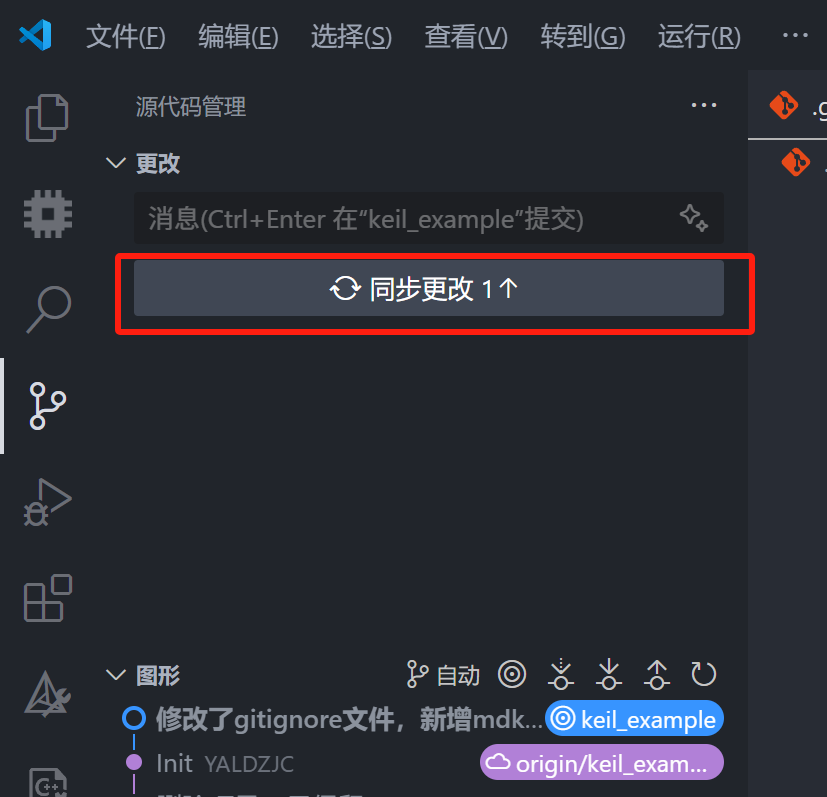 文件(F) 编辑(E) 选择(S) 查看(V) 转到(G) 运行(R) ···
源代码管理 ···
.g
更改
消息(Ctrl+Enter 在“keil_example”提交)
同步更改 1↑
图形 自动
修改了gitignore文件，新增mdk... keil_example
Init YALDZJC origin/keil_exam...
C++